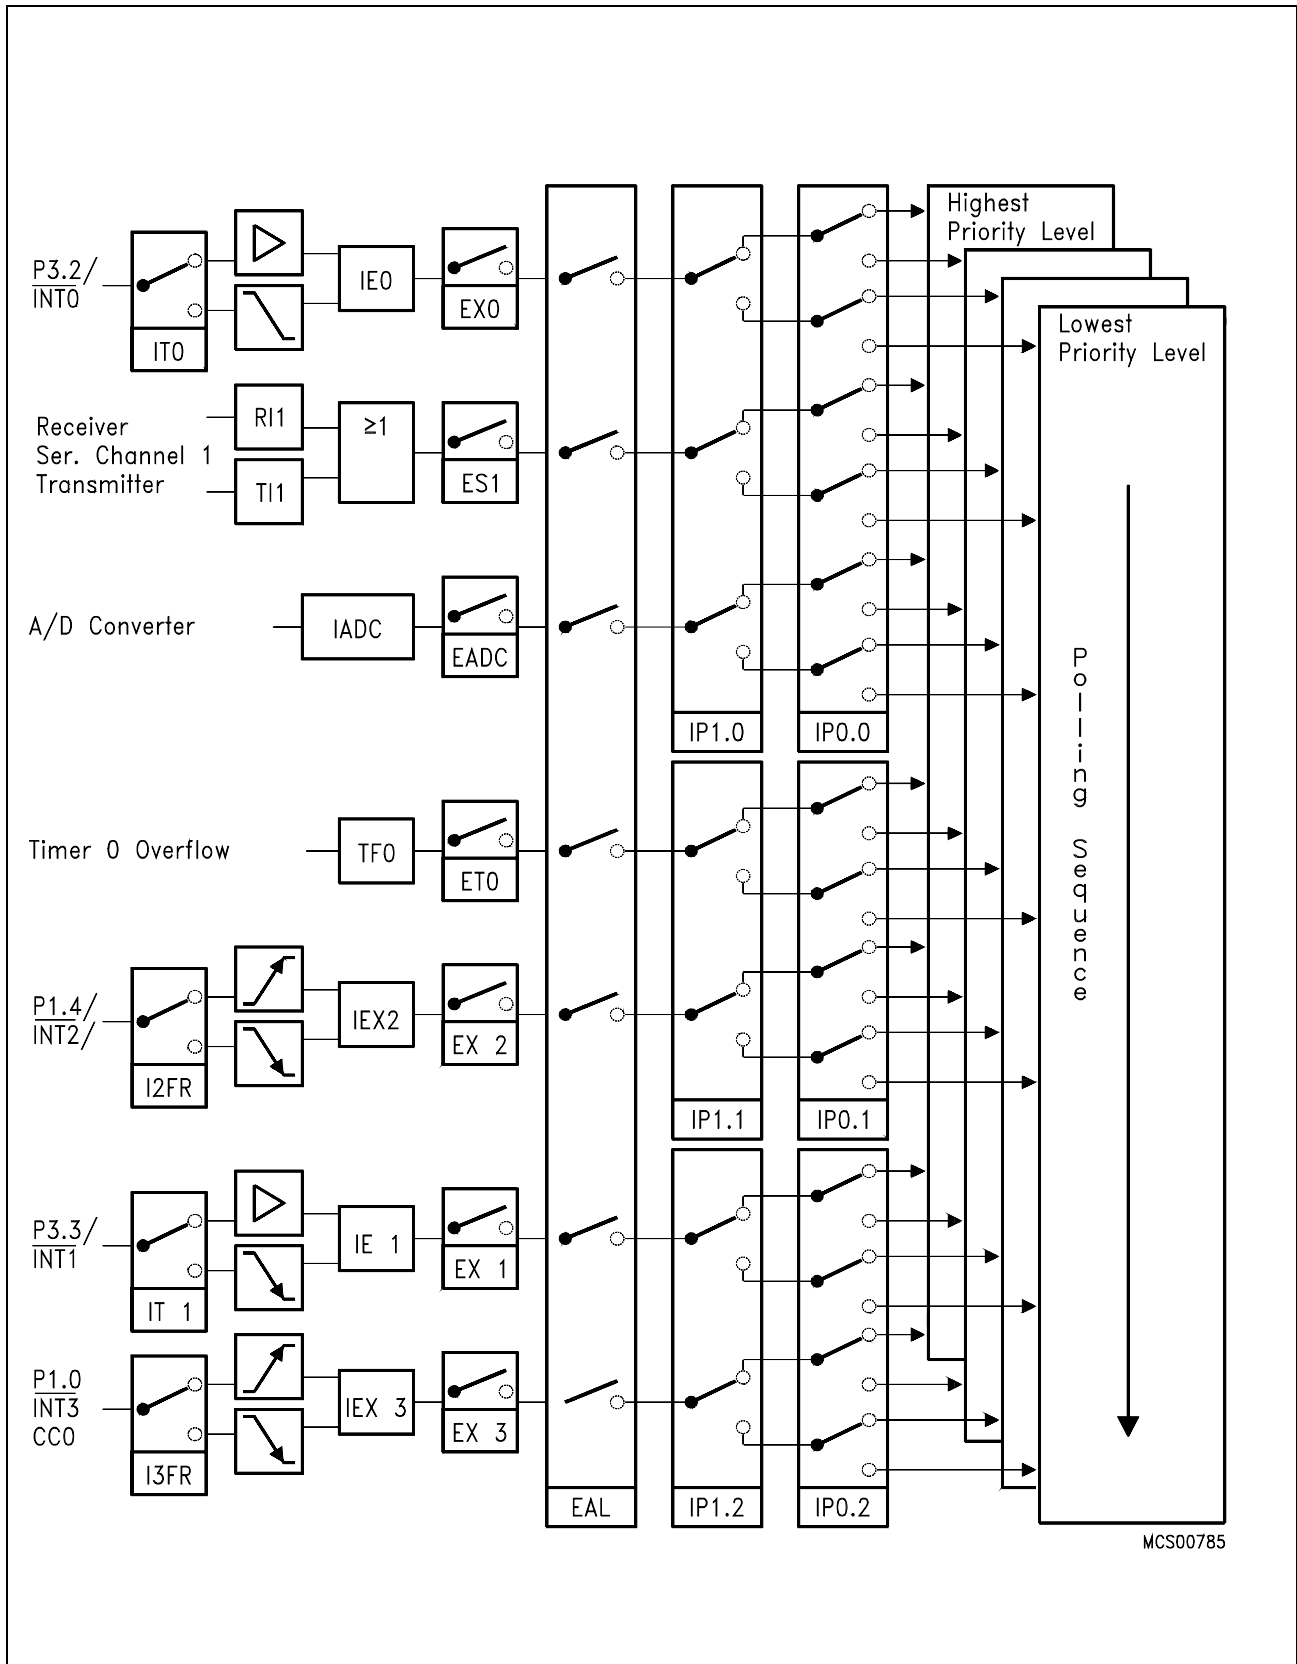 Highest
Priority Level
Lowest
Priority Level
P3.2/
INT0
IT0
IE0
EX0
Receiver
Ser. Channel 1
Transmitter
RI1
TI1
≥1
ES1
A/D Converter
IADC
EADC
IP1.0
IP0.0
Timer 0 Overflow
TF0
ET0
P1.4/
INT2/
I2FR
IEX2
EX 2
IP1.1
IP0.1
P3.3/
INT1
IT 1
IE 1
EX 1
P1.0
INT3
CC0
I3FR
IEX 3
EX 3
EAL
IP1.2
IP0.2
Polling Sequence
MCS00785